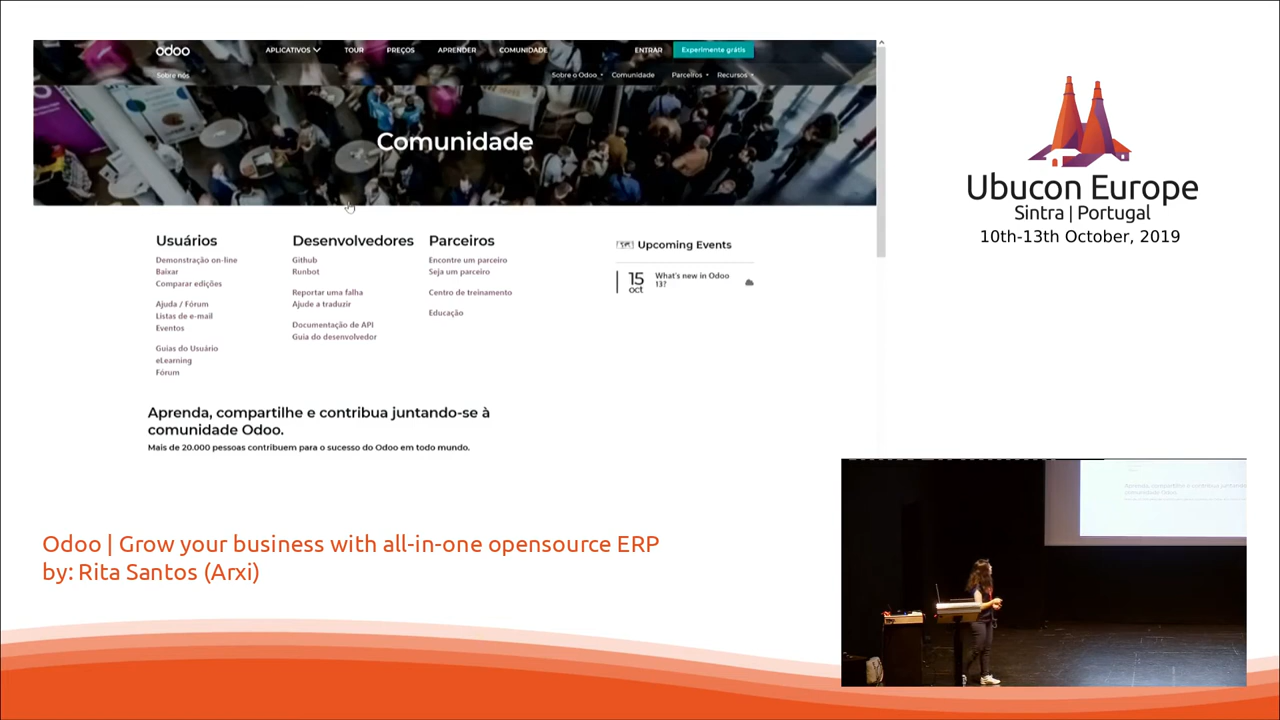 odoo
APLICATIVOS
TOUR
PREÇOS
APRENDER
COMUNIDADE
ENTRAR
Experimente grátis
Sobre nós
Sobre o Odoo
Comunidade
Parceiros
Recursos
Comunidade
Usuários
Demonstração on-line
Baixar
Comparar edições
Ajuda / Fórum
Listas de e-mail
Eventos
Guias do Usuário
eLearning
Fórum
Desenvolvedores
Github
Runbot
Reportar uma falha
Ajude a traduzir
Documentação de API
Guia do desenvolvedor
Parceiros
Encontre um parceiro
Seja um parceiro
Centro de treinamento
Educação
Upcoming Events
15
oct
What's new in Odoo
13?
Aprenda, compartilhe e contribua juntando-se à
comunidade Odoo.
Mais de 20.000 pessoas contribuem para o sucesso do Odoo em todo mundo.
Ubucon Europe
Sintra | Portugal
10th-13th October, 2019
Odoo | Grow your business with all-in-one opensource ERP
by: Rita Santos (Arxi)